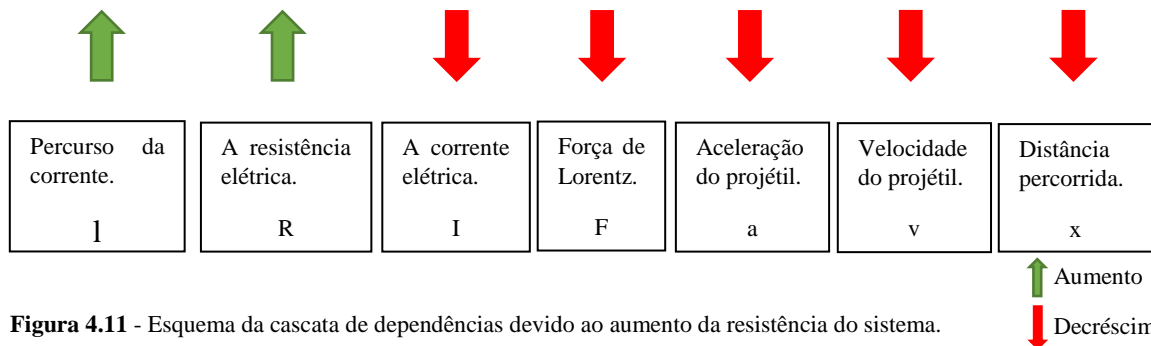 Percurso da
corrente.
l
A resistência
elétrica.
R
A corrente
elétrica.
I
Força de
Lorentz.
F
Aceleração
do projétil.
a
Velocidade
do projétil.
v
Distância
percorrida.
x
Aumento
Decréscim
Figura 4.11 - Esquema da cascata de dependências devido ao aumento da resistência do sistema.